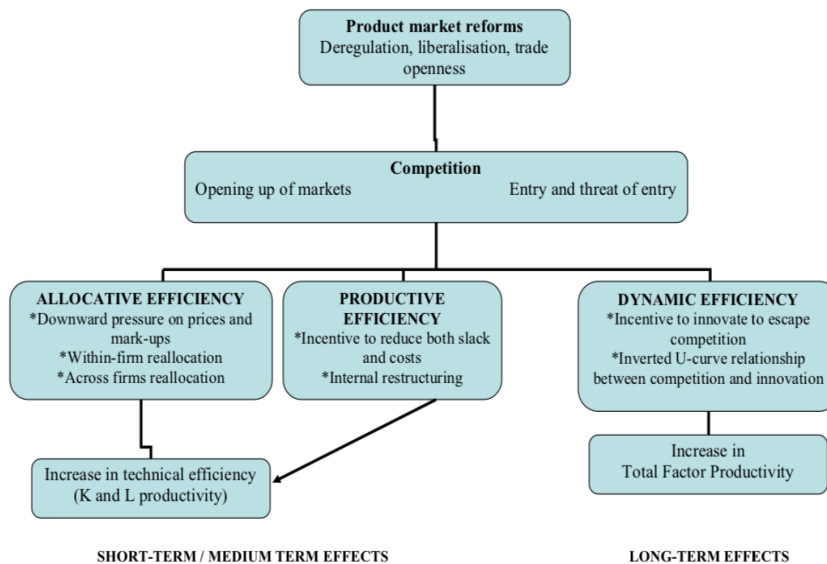 Product market reforms
Deregulation, liberalisation, trade
openness
Competition
Opening up of markets Entry and threat of entry
ALLOCATIVE EFFICIENCY
*Downward pressure on prices and
mark-ups
*Within-firm reallocation
*Across firms reallocation
PRODUCTIVE
EFFICIENCY
*Incentive to reduce both slack
and costs
*Internal restructuring
DYNAMIC EFFICIENCY
*Incentive to innovate to escape
competition
*Inverted U-curve relationship
between competition and innovation
Increase in technical efficiency
(K and L productivity)
Increase in
Total Factor Productivity
SHORT-TERM / MEDIUM TERM EFFECTS
LONG-TERM EFFECTS